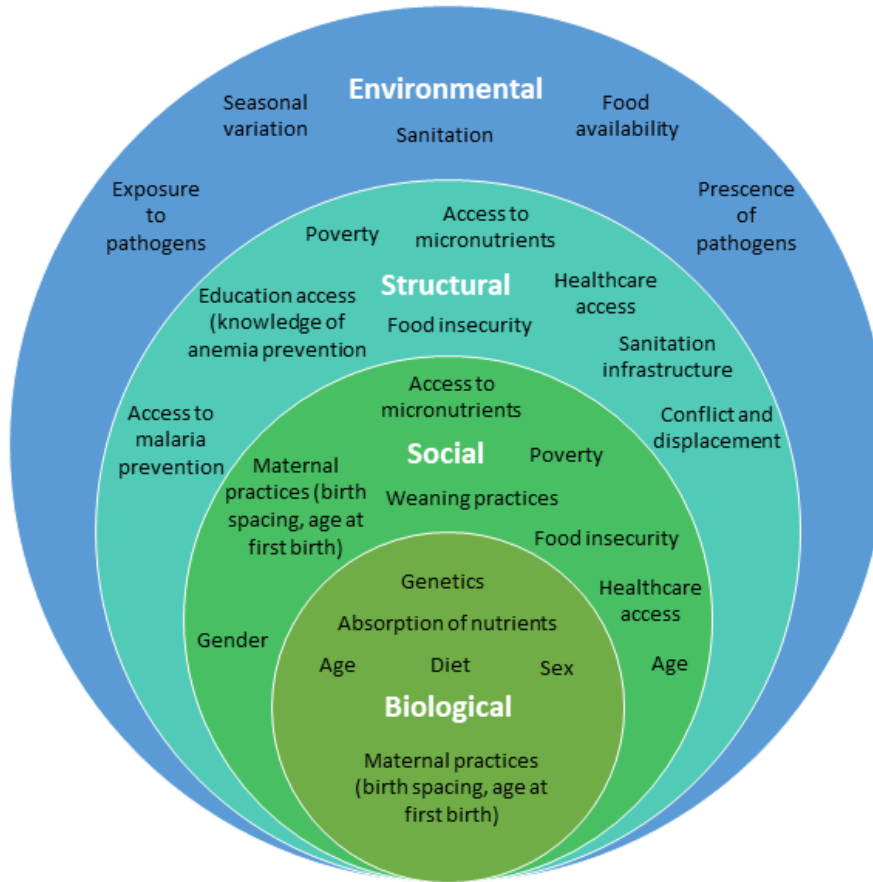 Environmental
Seasonal
variation
Sanitation
Food
availability
Exposure
to
pathogens
Prescence
of
pathogens
Poverty
Access to
micronutrients
Structural
Healthcare
access
Education access
(knowledge of
anemia prevention
Food insecurity
Sanitation
infrastructure
Access to
malaria
prevention
Conflict and
displacement
Access to
micronutrients
Social
Poverty
Maternal
practices (birth
spacing, age at
first birth)
Weaning practices
Food insecurity
Healthcare
access
Gender
Age
Genetics
Absorption of nutrients
Age
Diet
Sex
Biological
Maternal practices
(birth spacing, age at
first birth)